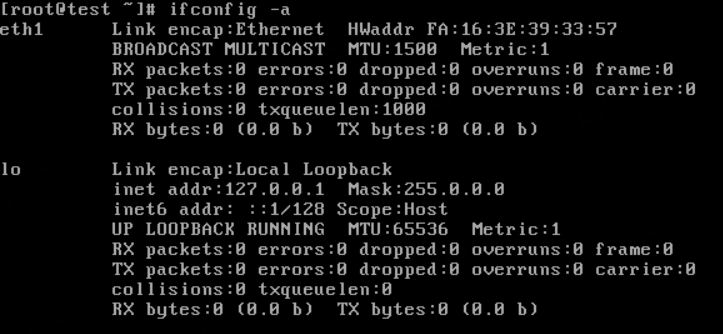 [root@test ~]# ifconfig -a
eth1      Link encap:Ethernet  HWaddr FA:16:3E:39:33:57
          BROADCAST MULTICAST  MTU:1500  Metric:1
          RX packets:0 errors:0 dropped:0 overruns:0 frame:0
          TX packets:0 errors:0 dropped:0 overruns:0 carrier:0
          collisions:0 txqueuelen:1000
          RX bytes:0 (0.0 b)  TX bytes:0 (0.0 b)

lo        Link encap:Local Loopback
          inet addr:127.0.0.1  Mask:255.0.0.0
          inet6 addr: ::1/128 Scope:Host
          UP LOOPBACK RUNNING  MTU:65536  Metric:1
          RX packets:0 errors:0 dropped:0 overruns:0 frame:0
          TX packets:0 errors:0 dropped:0 overruns:0 carrier:0
          collisions:0 txqueuelen:0
          RX bytes:0 (0.0 b)  TX bytes:0 (0.0 b)